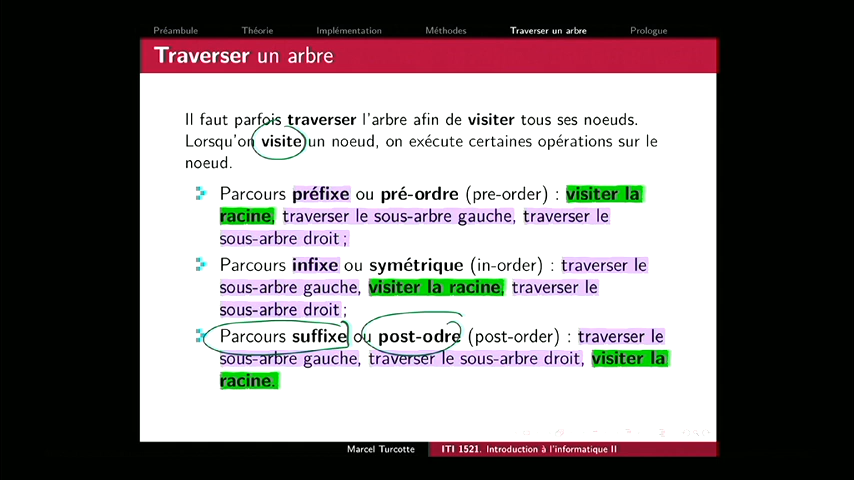 Préambule Théorie Implémentation Méthodes Traverser un arbre Prologue
Traverser un arbre
Il faut parfois traverser l'arbre afin de visiter tous ses noeuds.
Lorsqu'on visite un noeud, on exécute certaines opérations sur le
noeud.
Parcours préfixe ou pré-ordre (pre-order) : visiter la
racine, traverser le sous-arbre gauche, traverser le
sous-arbre droit ;
Parcours infixe ou symétrique (in-order) : traverser le
sous-arbre gauche, visiter la racine, traverser le
sous-arbre droit ;
Parcours suffixe ou post-odre (post-order) : traverser le
sous-arbre gauche, traverser le sous-arbre droit, visiter la
racine.
Marcel Turcotte ITI 1521. Introduction à l'informatique II